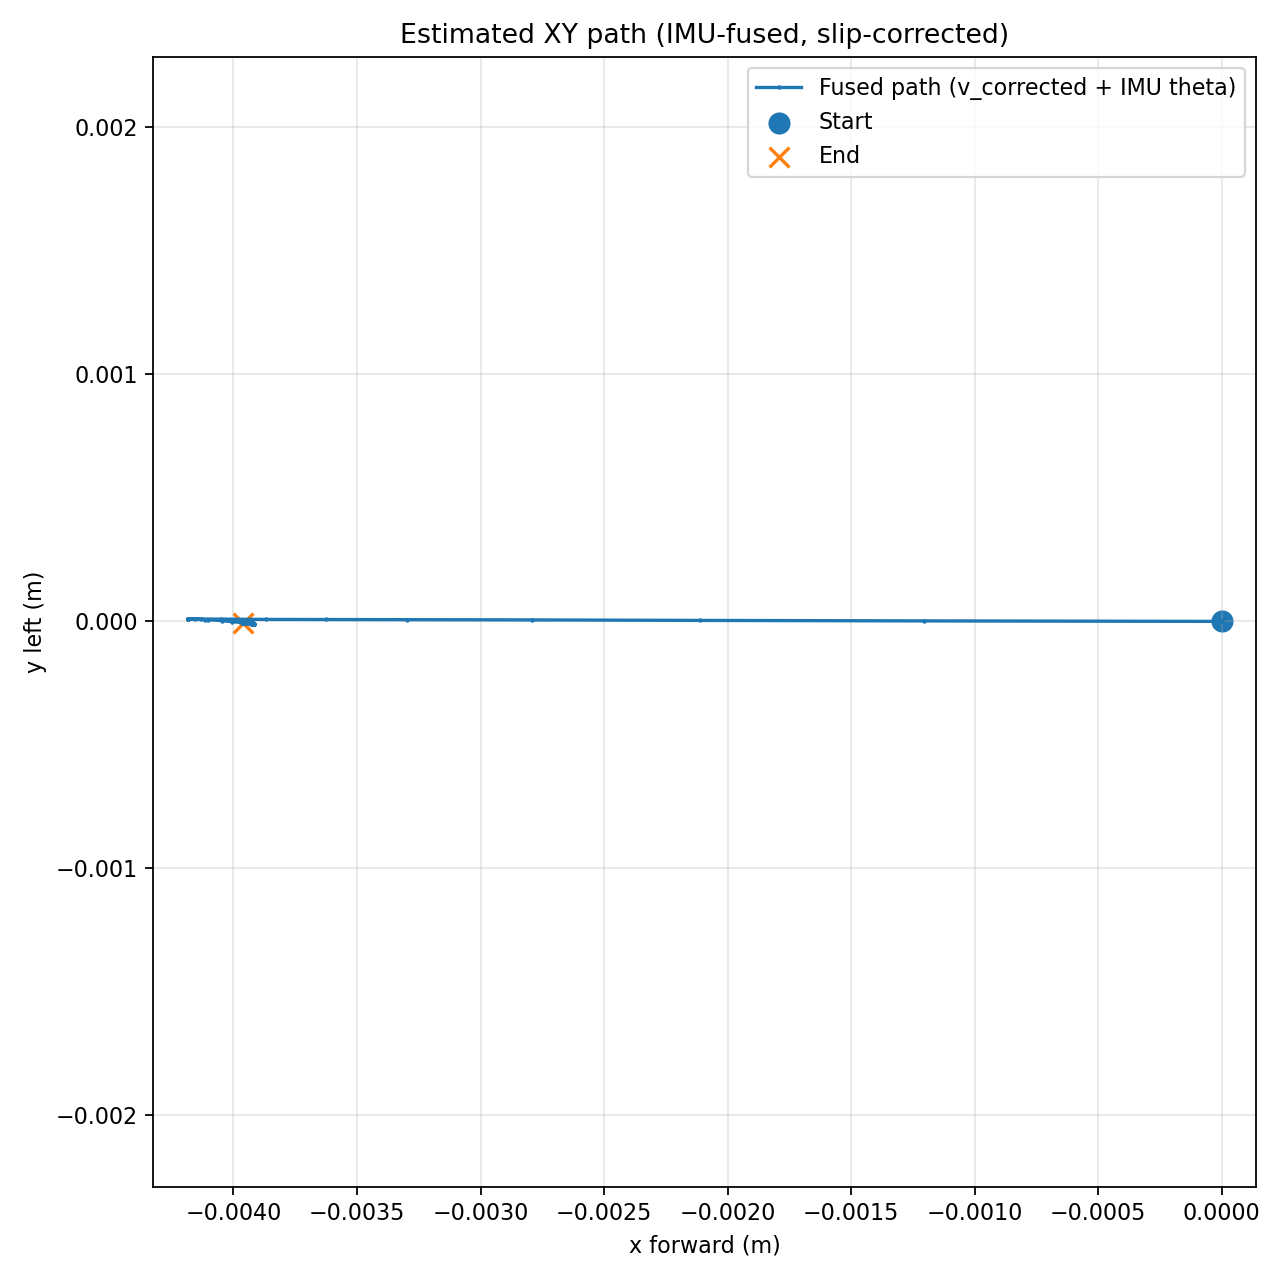 Estimated XY path (IMU-fused, slip-corrected)
Fused path (v_corrected + IMU theta)
Start
End
0.002
0.001
0.000
−0.001
−0.002
y left (m)
−0.0040 −0.0035 −0.0030 −0.0025 −0.0020 −0.0015 −0.0010 −0.0005 0.0000
x forward (m)